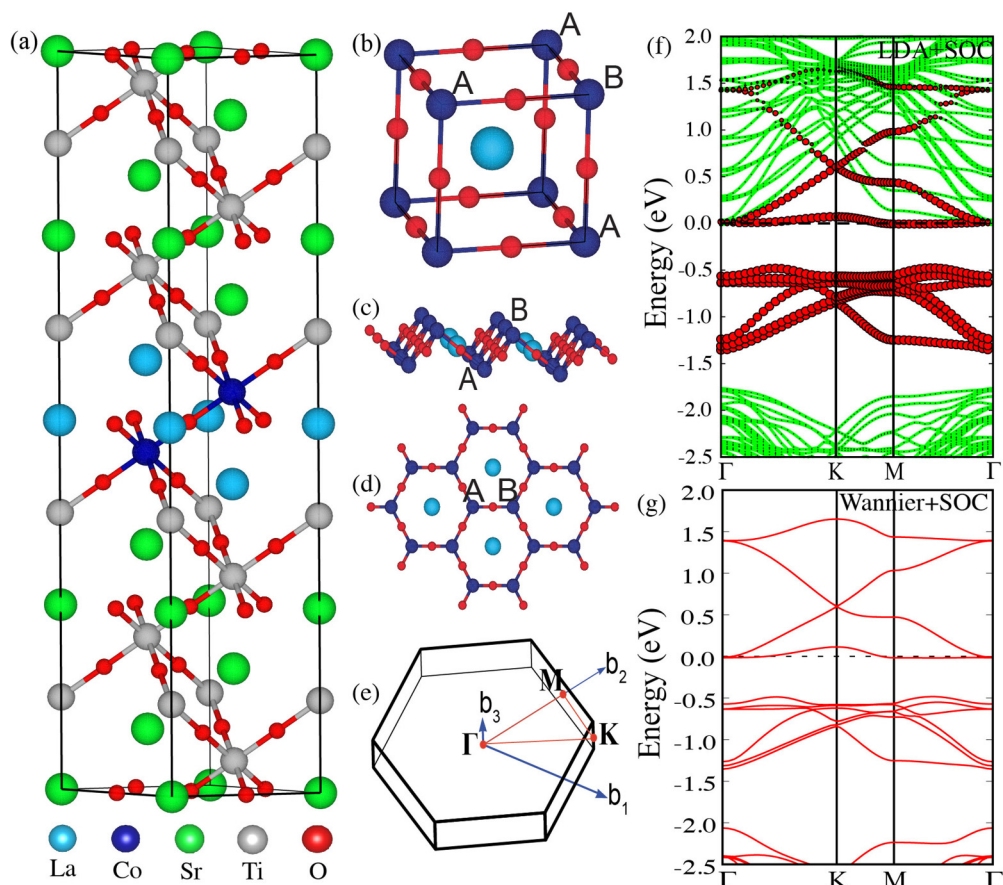 (a)
La
Co
Sr
Ti
O
(b)
A
A
B
A
A
(c)
B
A
(d)
A B
(e)
b₃
Γ
M
b₂
K
b₁
(f)
LDA+SOC
Energy (eV)
2.0
1.5
1.0
0.5
0.0
-0.5
-1.0
-1.5
-2.0
-2.5
Γ K M Γ
(g)
Wannier+SOC
Energy (eV)
2.0
1.5
1.0
0.5
0.0
-0.5
-1.0
-1.5
-2.0
-2.5
Γ K M Γ